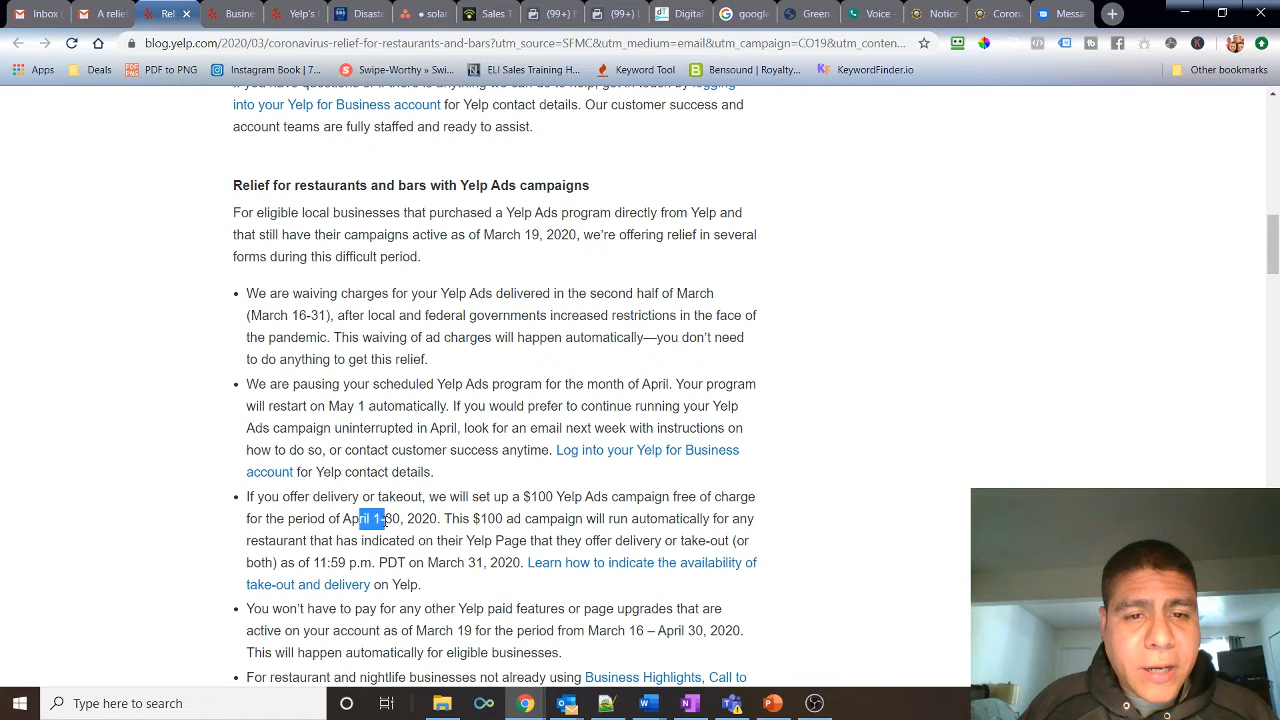 Inbox
A relief
Rel
Busine
Yelp's
Disaste
solar
Sales T
(99+)
(99+)
Digital
google
Green
Voice -
Notice
Corona
Messa
blog.yelp.com/2020/03/coronavirus-relief-for-restaurants-and-bars?utm_source=SFMC&utm_medium=email&utm_campaign=CO19&utm_conten...
Apps
Deals
PDF to PNG
Instagram Book | 7...
Swipe-Worthy » Swi...
ELI Sales Training H...
Keyword Tool
Bensound | Royalty...
KeywordFinder.io
Other bookmarks
into your Yelp for Business account for Yelp contact details. Our customer success and
account teams are fully staffed and ready to assist.
Relief for restaurants and bars with Yelp Ads campaigns
For eligible local businesses that purchased a Yelp Ads program directly from Yelp and
that still have their campaigns active as of March 19, 2020, we're offering relief in several
forms during this difficult period.
• We are waiving charges for your Yelp Ads delivered in the second half of March
(March 16-31), after local and federal governments increased restrictions in the face of
the pandemic. This waiving of ad charges will happen automatically—you don't need
to do anything to get this relief.
• We are pausing your scheduled Yelp Ads program for the month of April. Your program
will restart on May 1 automatically. If you would prefer to continue running your Yelp
Ads campaign uninterrupted in April, look for an email next week with instructions on
how to do so, or contact customer success anytime. Log into your Yelp for Business
account for Yelp contact details.
• If you offer delivery or takeout, we will set up a $100 Yelp Ads campaign free of charge
for the period of April 1-30, 2020. This $100 ad campaign will run automatically for any
restaurant that has indicated on their Yelp Page that they offer delivery or take-out (or
both) as of 11:59 p.m. PDT on March 31, 2020. Learn how to indicate the availability of
take-out and delivery on Yelp.
• You won't have to pay for any other Yelp paid features or page upgrades that are
active on your account as of March 19 for the period from March 16 – April 30, 2020.
This will happen automatically for eligible businesses.
• For restaurant and nightlife businesses not already using Business Highlights, Call to
Type here to search